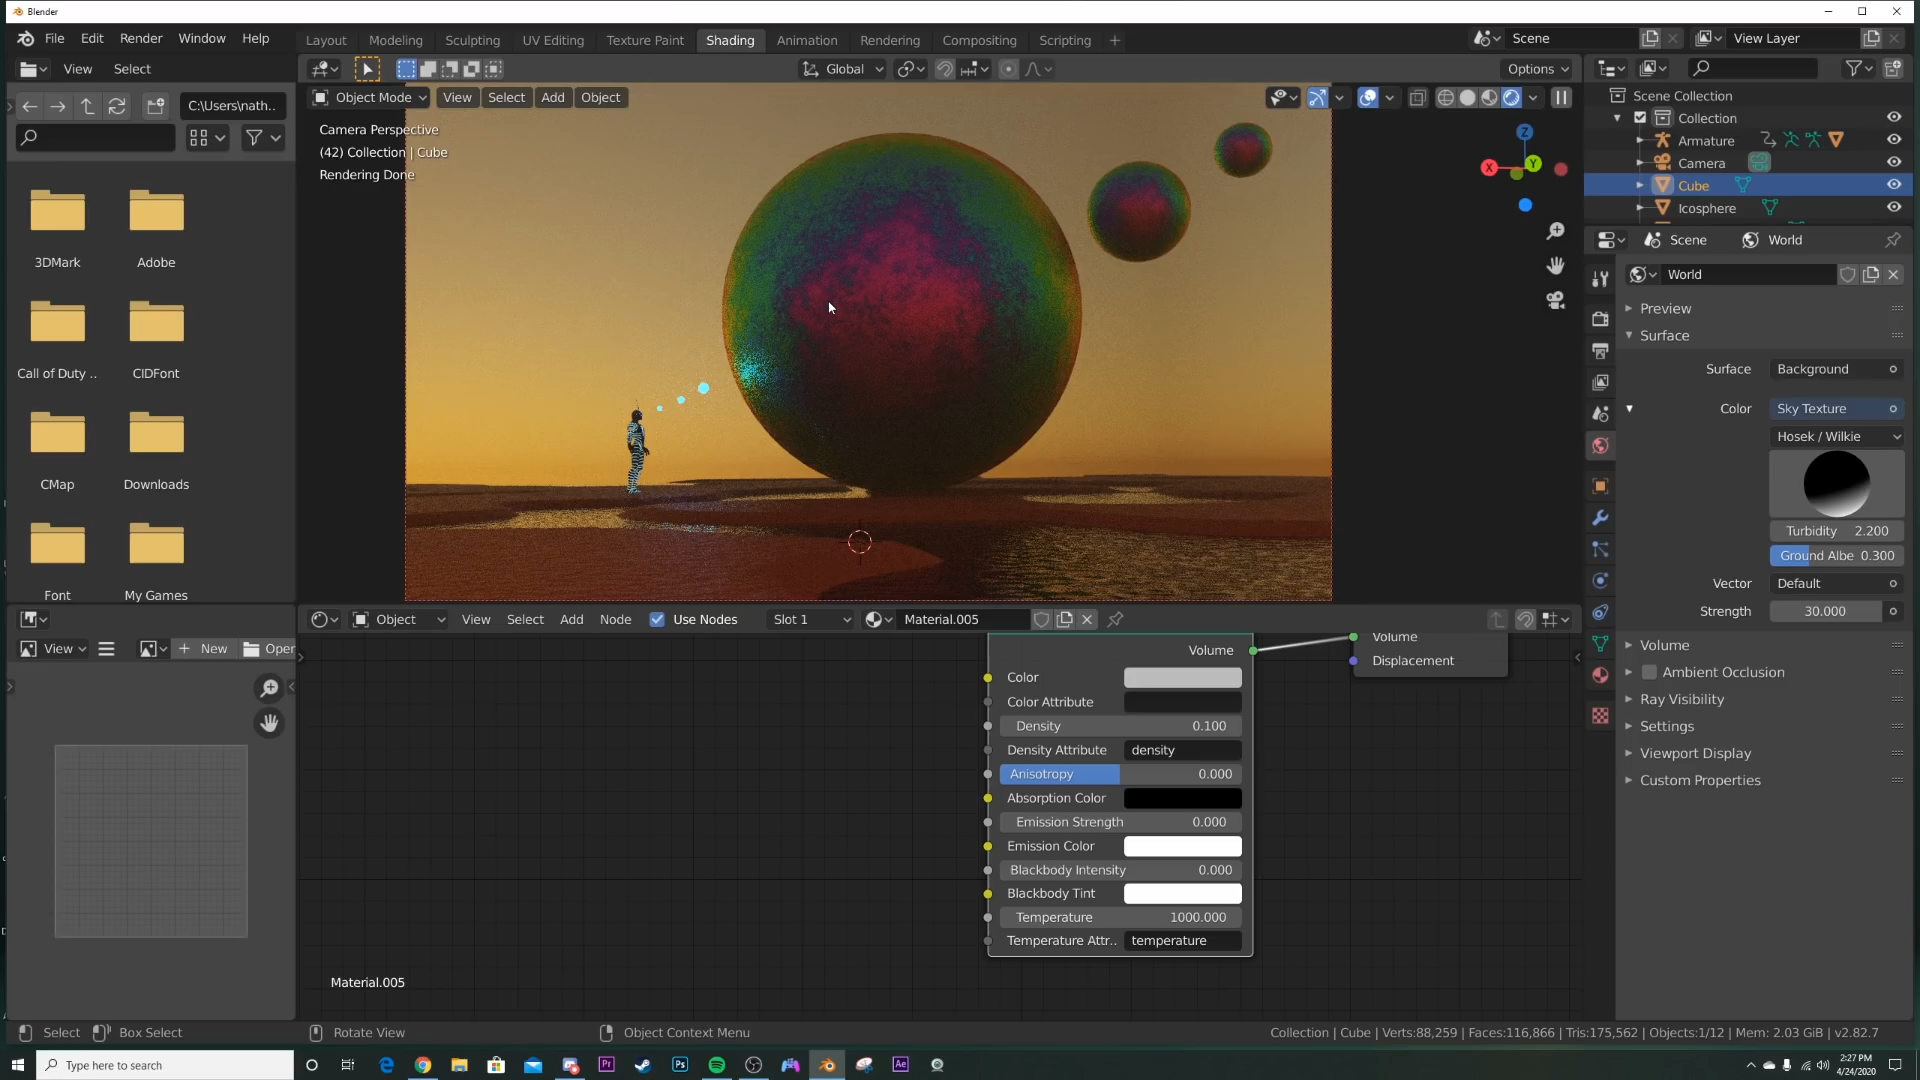 Blender
File Edit Render Window Help
Layout Modeling Sculpting UV Editing Texture Paint Shading Animation Rendering Compositing Scripting +
Scene
View Layer
View Select
Global
Options
C:\Users\nath..
Object Mode View Select Add Object
Camera Perspective
(42) Collection | Cube
Rendering Done
Z
X
Y
3DMark
Adobe
Call of Duty ..
CIDFont
CMap
Downloads
Font
My Games
Scene Collection
Collection
Armature
Camera
Cube
Icosphere
Scene World
World
Preview
Surface
Surface Background
Color Sky Texture
Hosek / Wilkie
Turbidity 2.200
Ground Albe 0.300
Vector Default
Strength 30.000
Volume
Ambient Occlusion
Ray Visibility
Settings
Viewport Display
Custom Properties
View
+ New
Oper
Object View Select Add Node Use Nodes Slot 1 Material.005
Volume
Color
Color Attribute
Density 0.100
Density Attribute density
Anisotropy 0.000
Absorption Color
Emission Strength 0.000
Emission Color
Blackbody Intensity 0.000
Blackbody Tint
Temperature 1000.000
Temperature Attr.. temperature
Volume
Displacement
Material.005
Select Box Select Rotate View Object Context Menu
Collection | Cube | Verts:88,259 | Faces:116,866 | Tris:175,562 | Objects:1/12 | Mem: 2.03 GiB | v2.82.7
Type here to search
Pr
Ps
Ae
2:27 PM
4/24/2020